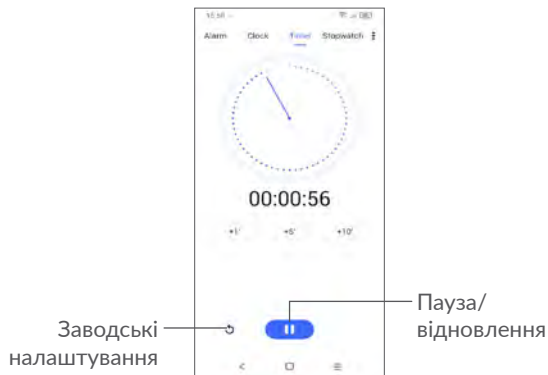 Alarm Clock Timer Stopwatch
00:00:56
+1' +5' +10'
Заводські
налаштування
Пауза/
відновлення